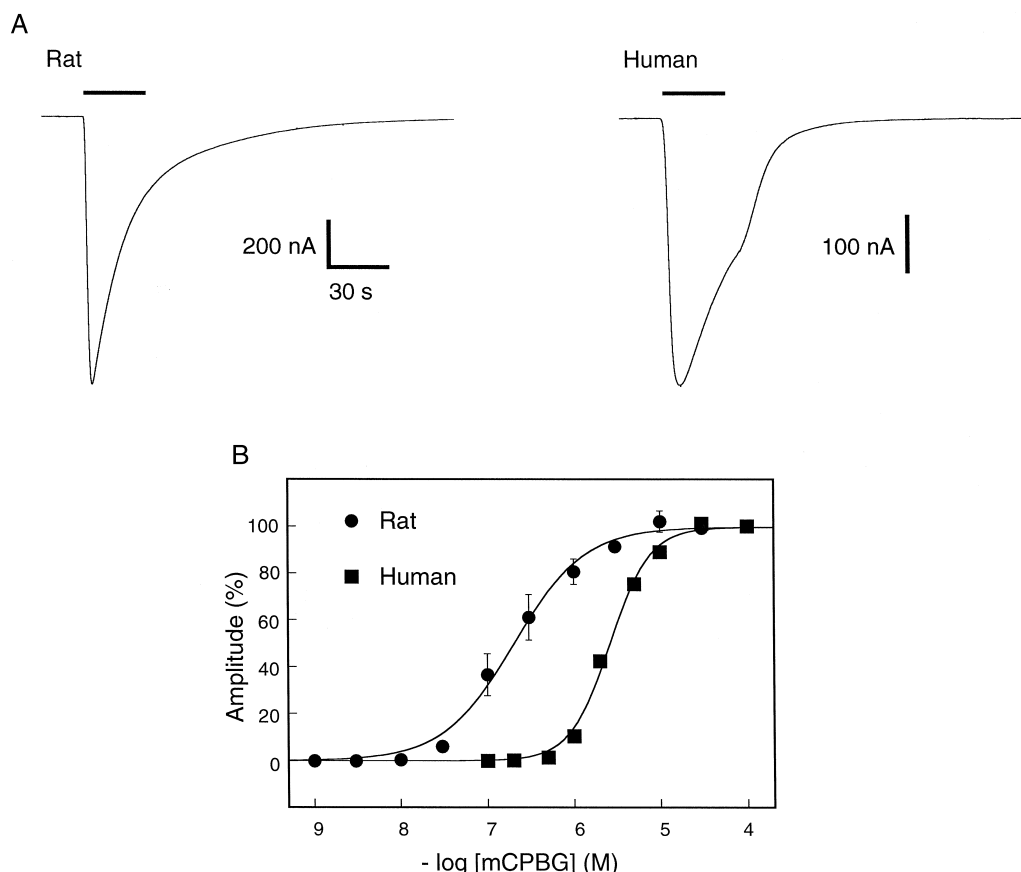 A
Rat
Human
200 nA
30 s
100 nA
B
Rat
Human
100
80
60
40
20
0
Amplitude (%)
9 8 7 6 5 4
- log [mCPBG] (M)